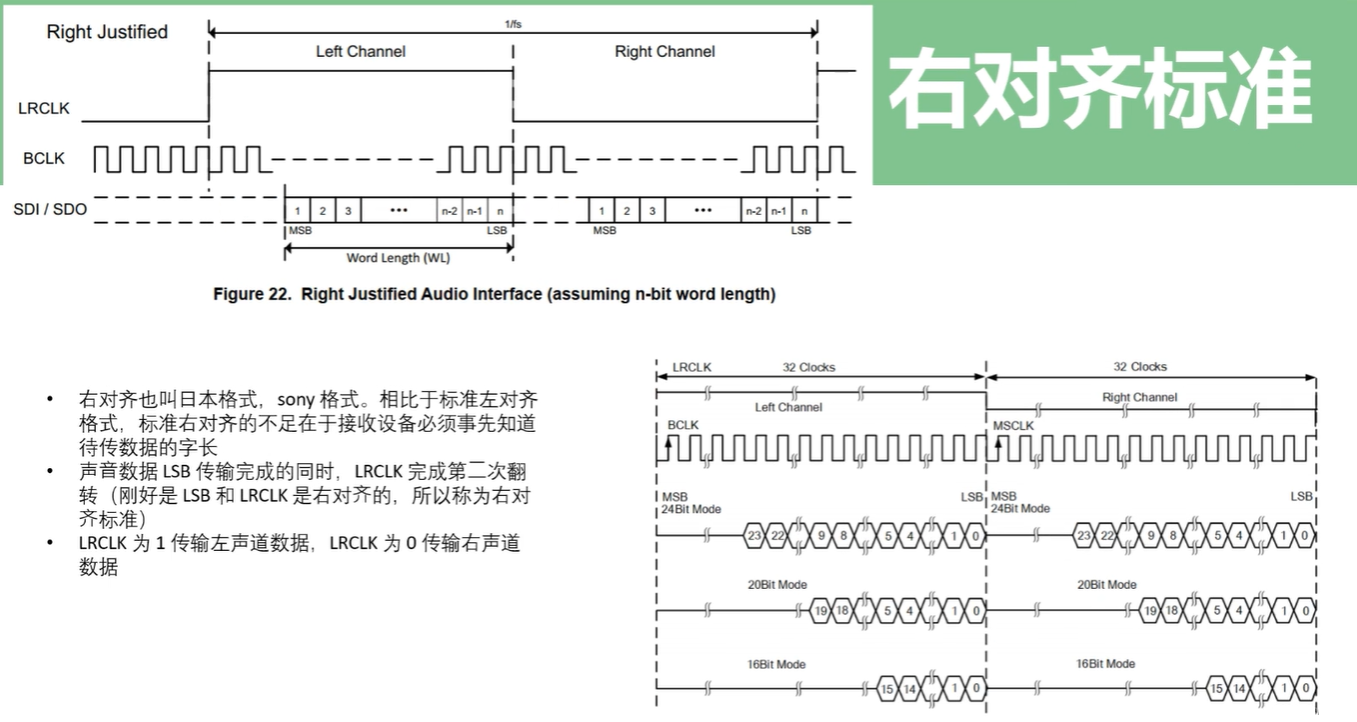 右对齐标准
Right Justified
1/fs
Left Channel
Right Channel
LRCLK
BCLK
SDI / SDO
1 2 3 ••• n-2 n-1 n
1 2 3 ••• n-2 n-1 n
MSB LSB MSB LSB
Word Length (WL)
Figure 22. Right Justified Audio Interface (assuming n-bit word length)
• 右对齐也叫日本格式，sony 格式。相比于标准左对齐
格式，标准右对齐的不足在于接收设备必须事先知道
待传数据的字长
• 声音数据 LSB 传输完成的同时，LRCLK 完成第二次翻
转（刚好是 LSB 和 LRCLK 是右对齐的，所以称为右对
齐标准）
• LRCLK 为 1 传输左声道数据，LRCLK 为 0 传输右声道
数据
LRCLK 32 Clocks 32 Clocks
Left Channel Right Channel
BCLK MSCLK
MSB LSB MSB LSB
24Bit Mode 24Bit Mode
23 22 9 8 5 4 1 0 23 22 9 8 5 4 1 0
20Bit Mode 20Bit Mode
19 18 5 4 1 0 19 18 5 4 1 0
16Bit Mode 16Bit Mode
15 14 1 0 15 14 1 0